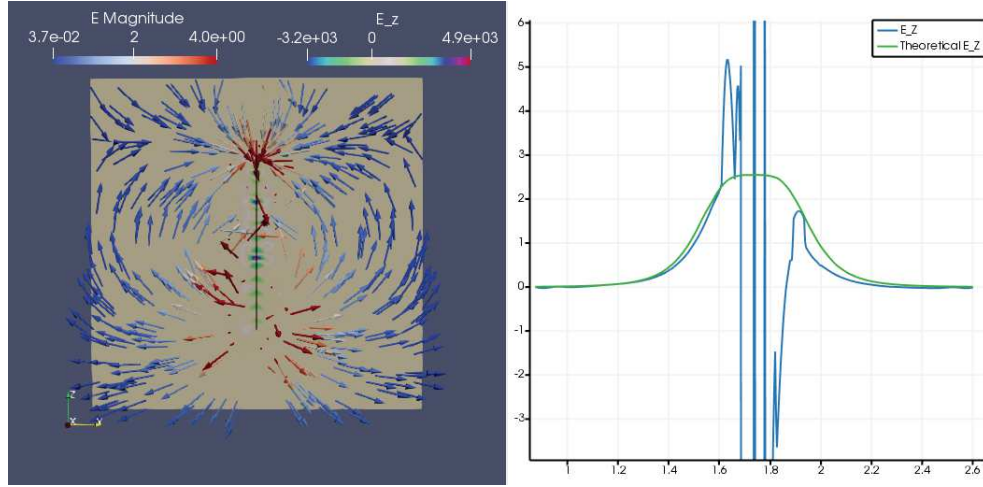 E Magnitude
3.7e-02 2 4.0e+00
E_z
-3.2e+03 0 4.9e+03
Z
X Y
E_Z
Theoretical E_Z
6
5
4
3
2
1
0
-1
-2
-3
1 1.2 1.4 1.6 1.8 2 2.2 2.4 2.6